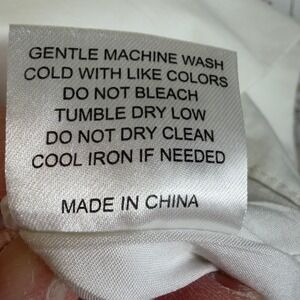 GENTLE MACHINE WASH
COLD WITH LIKE COLORS
DO NOT BLEACH
TUMBLE DRY LOW
DO NOT DRY CLEAN
COOL IRON IF NEEDED
MADE IN CHINA